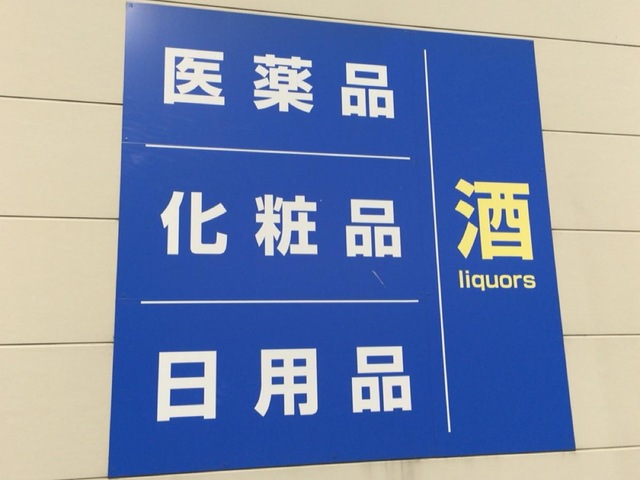 医薬品
化粧品
日用品
酒
liquors